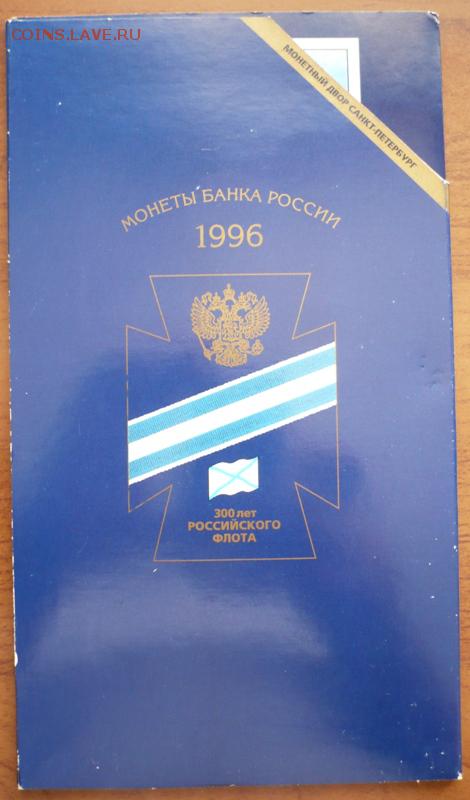 COINS.LAVE.RU
МОНЕТНЫЙ ДВОР САНКТ-ПЕТЕРБУРГ
МОНЕТЫ БАНКА РОССИИ
1996
300 лет
РОССИЙСКОГО
ФЛОТА